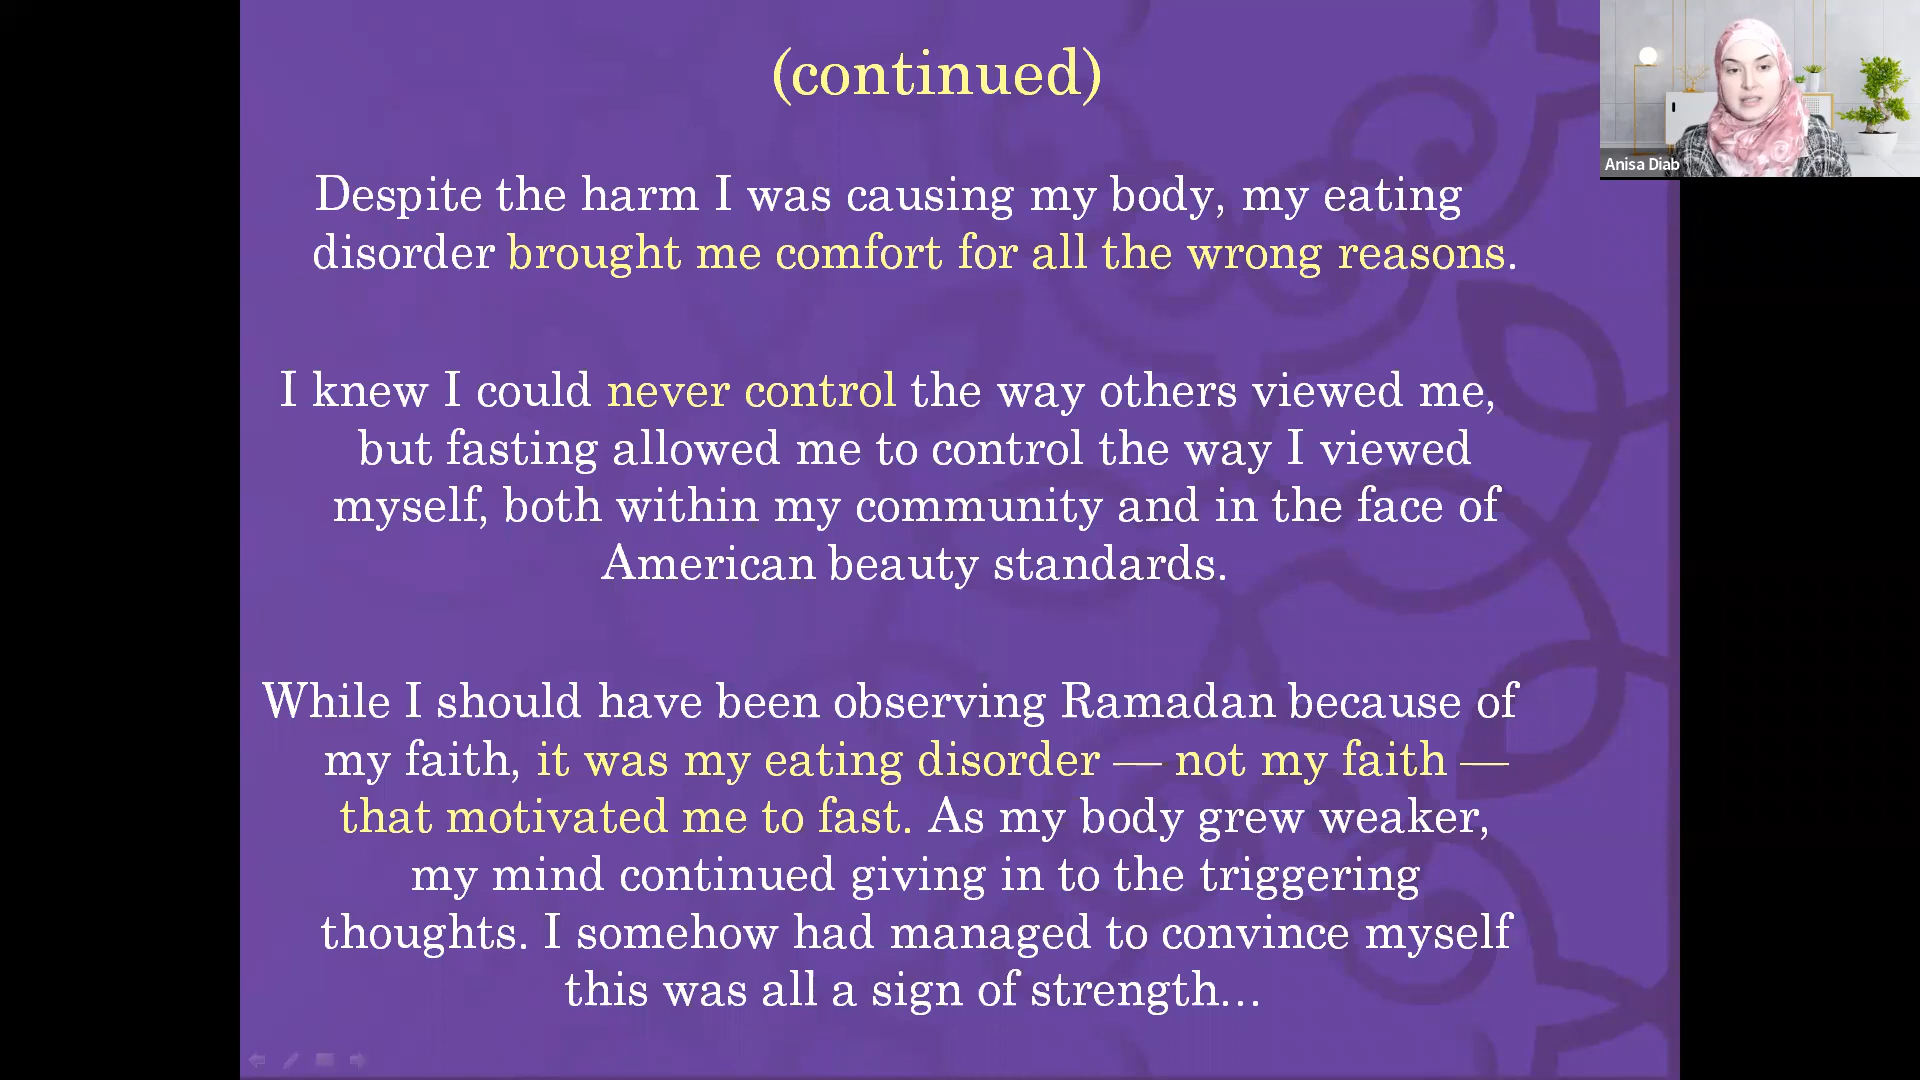 (continued)
Anisa Diab
Despite the harm I was causing my body, my eating
disorder brought me comfort for all the wrong reasons.
I knew I could never control the way others viewed me,
but fasting allowed me to control the way I viewed
myself, both within my community and in the face of
American beauty standards.
While I should have been observing Ramadan because of
my faith, it was my eating disorder — not my faith —
that motivated me to fast. As my body grew weaker,
my mind continued giving in to the triggering
thoughts. I somehow had managed to convince myself
this was all a sign of strength…